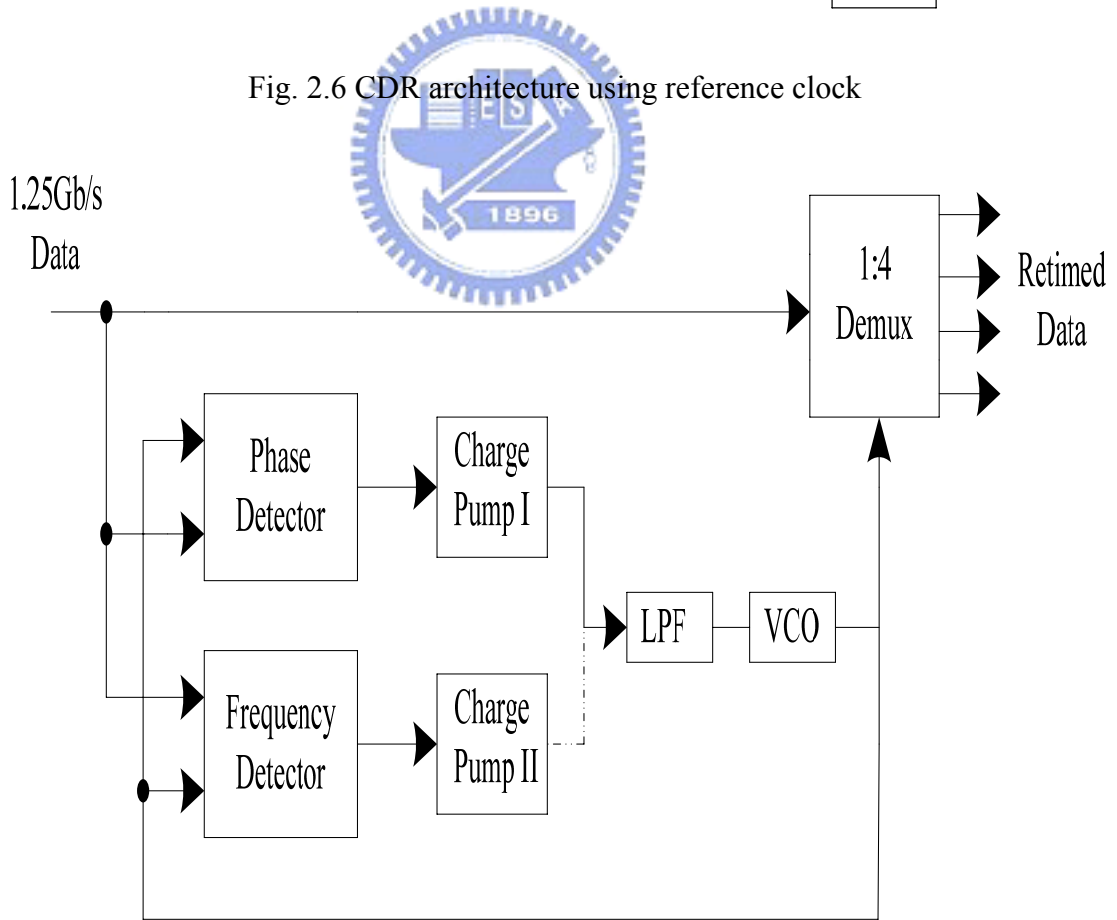 Fig. 2.6 CDR architecture using reference clock
ES
1896
1.25Gb/s
Data
1:4
Demux
Retimed
Data
Phase
Detector
Charge
Pump I
LPF
VCO
Frequency
Detector
Charge
Pump II